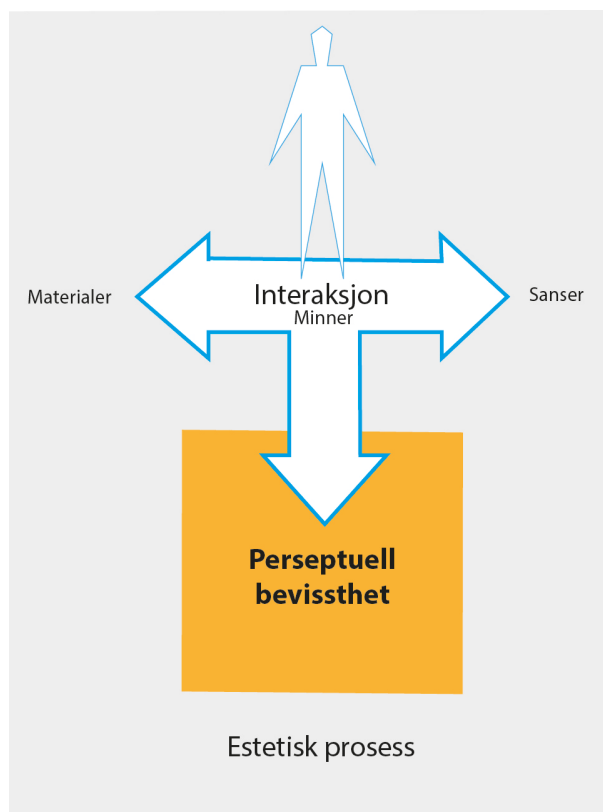 Materialer
Interaksjon
Minner
Sanser
Perseptuell
bevissthet
Estetisk prosess